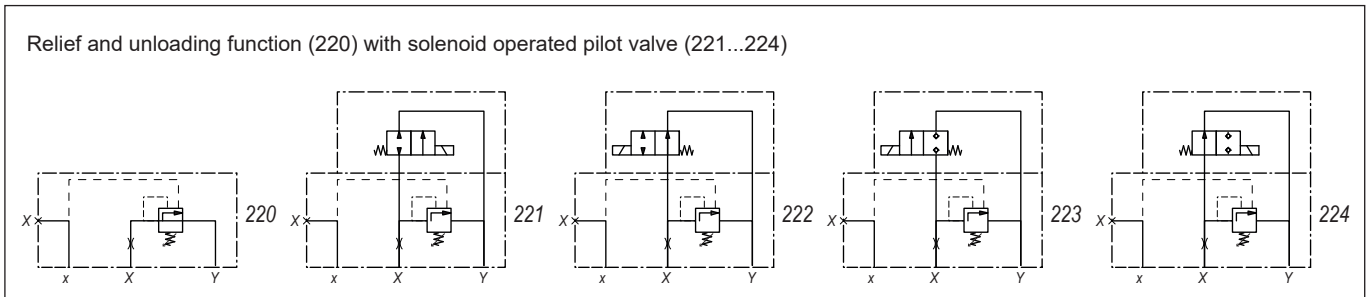 Relief and unloading function (220) with solenoid operated pilot valve (221...224)
X 220 X 221 X 222 X 223 X 224
x X Y x X Y x X Y x X Y x X Y